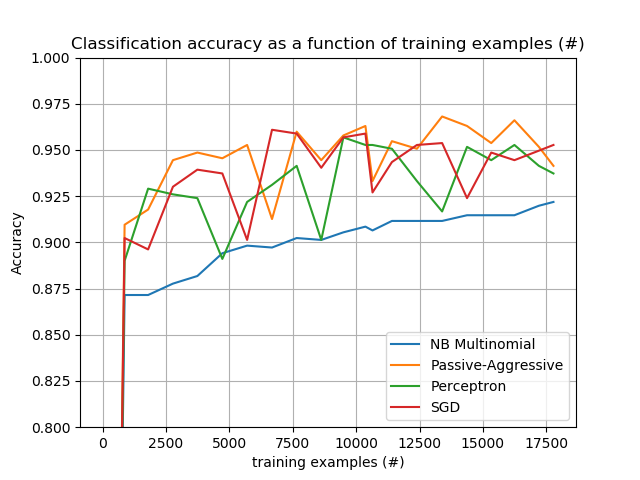 Classification accuracy as a function of training examples (#)
1.000
0.975
0.950
0.925
0.900
0.875
0.850
0.825
0.800
Accuracy
NB Multinomial
Passive-Aggressive
Perceptron
SGD
0 2500 5000 7500 10000 12500 15000 17500
training examples (#)